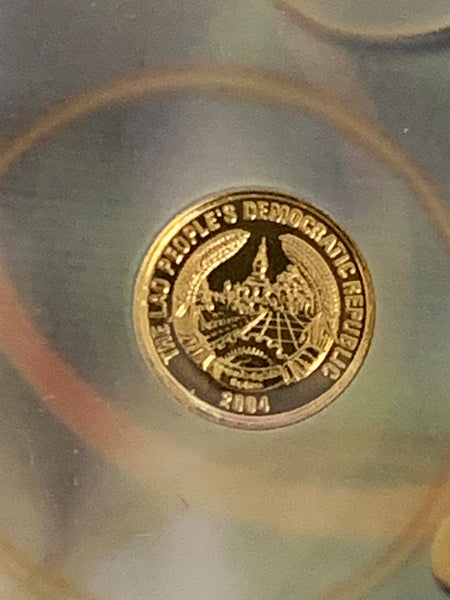 THE LAO PEOPLE'S DEMOCRATIC REPUBLIC
2004